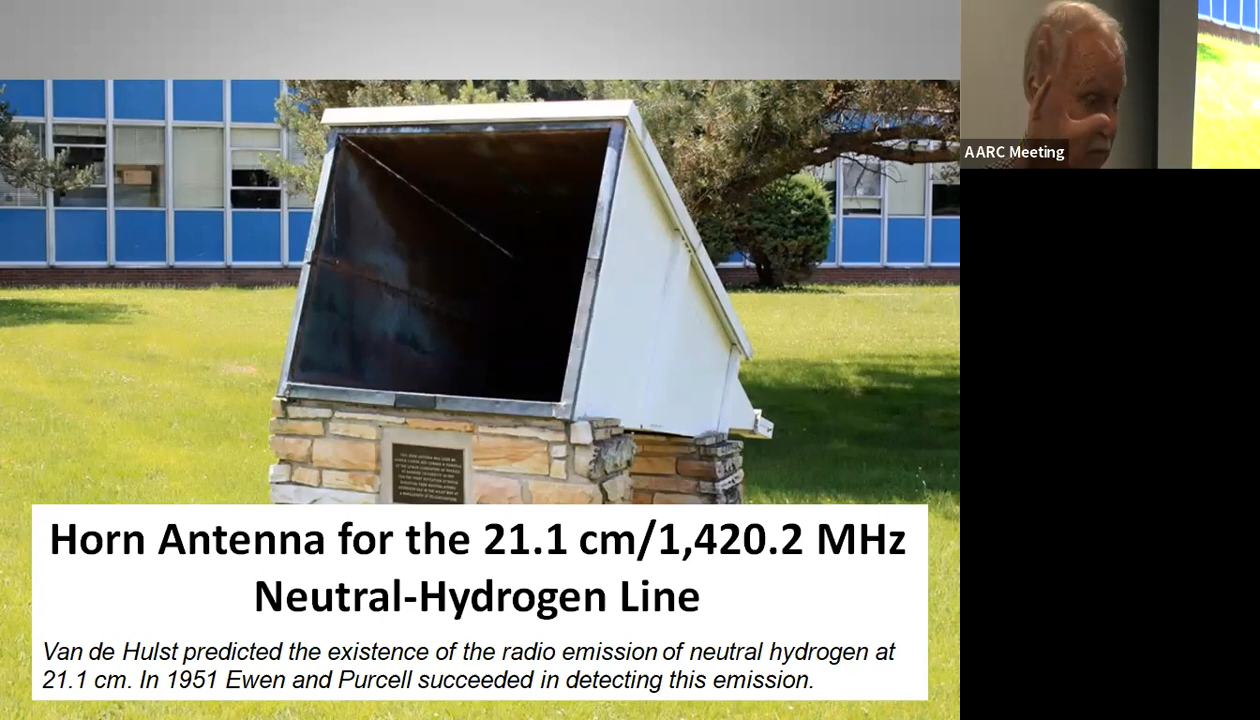 Horn Antenna for the 21.1 cm/1,420.2 MHz
Neutral-Hydrogen Line
Van de Hulst predicted the existence of the radio emission of neutral hydrogen at
21.1 cm. In 1951 Ewen and Purcell succeeded in detecting this emission.
AARC Meeting